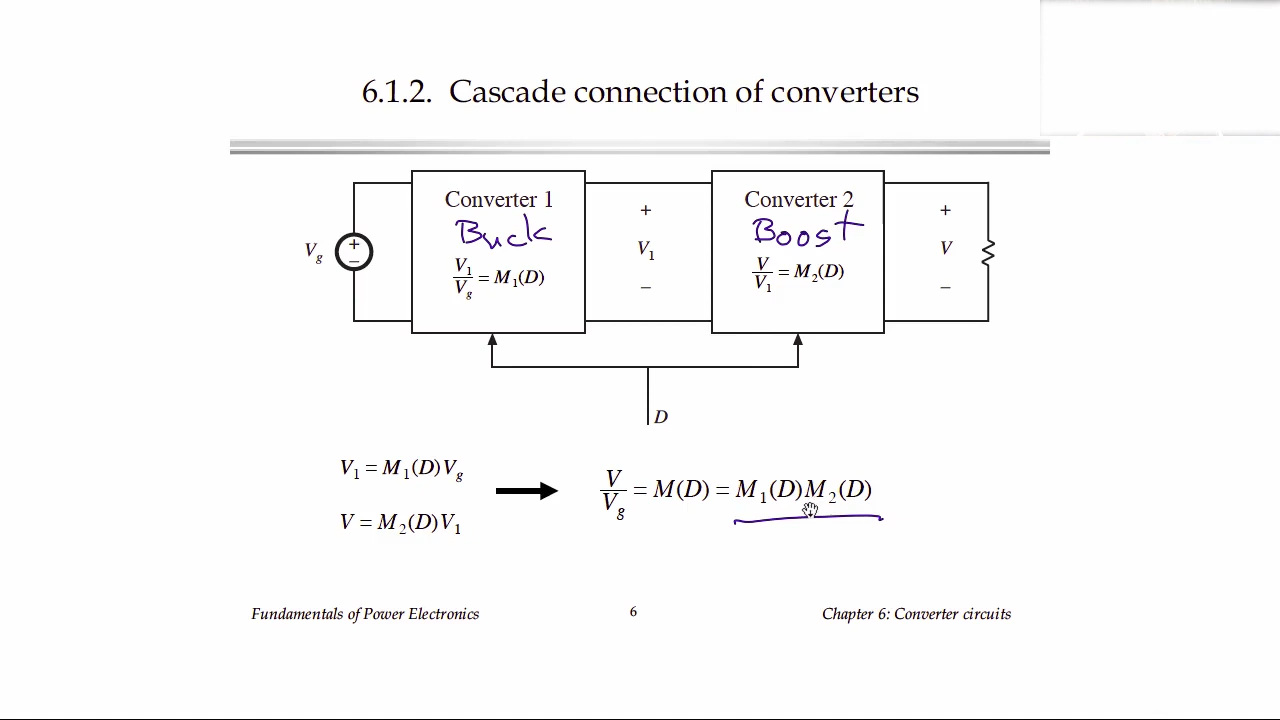 6.1.2. Cascade connection of converters
Converter 1
Buck
V1/Vg = M1(D)
+
V1
–
Converter 2
Boost
V/V1 = M2(D)
+
V
–
Vg
+
–
D
V1 = M1(D)Vg
V = M2(D)V1
V/Vg = M(D) = M1(D)M2(D)
Fundamentals of Power Electronics
6
Chapter 6: Converter circuits